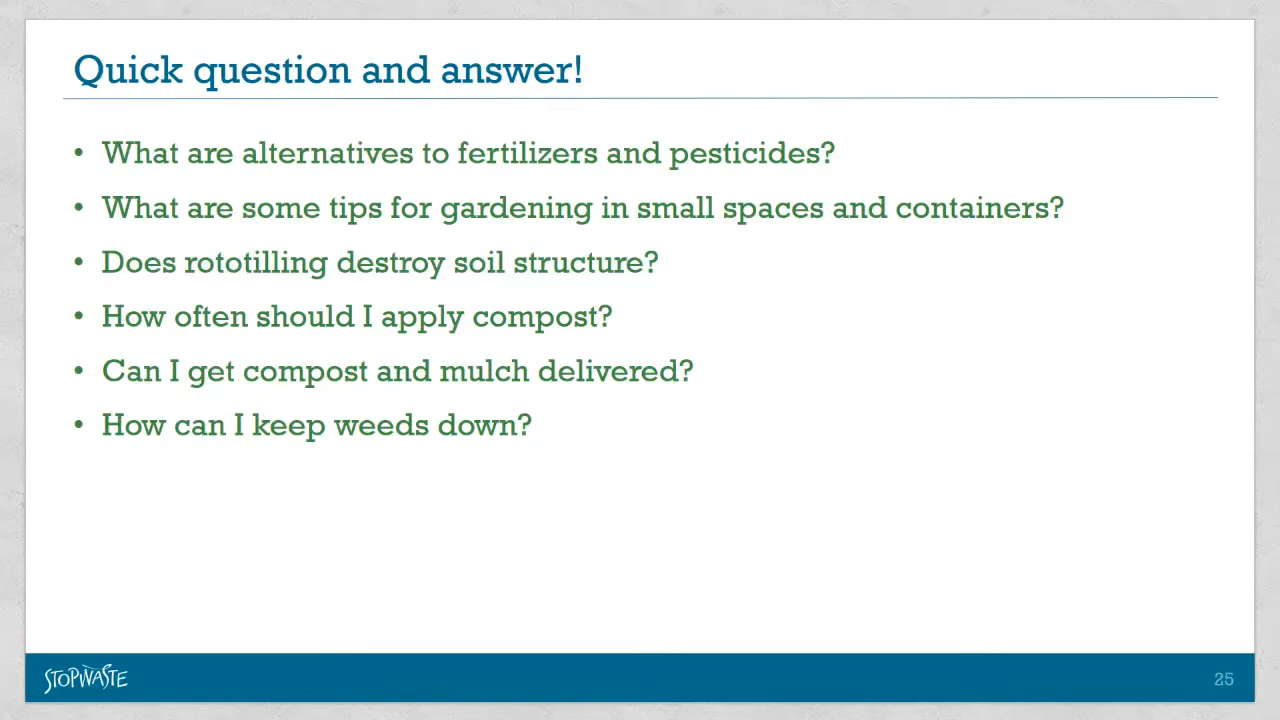 Quick question and answer!
• What are alternatives to fertilizers and pesticides?
• What are some tips for gardening in small spaces and containers?
• Does rototilling destroy soil structure?
• How often should I apply compost?
• Can I get compost and mulch delivered?
• How can I keep weeds down?
STOPWASTE
25